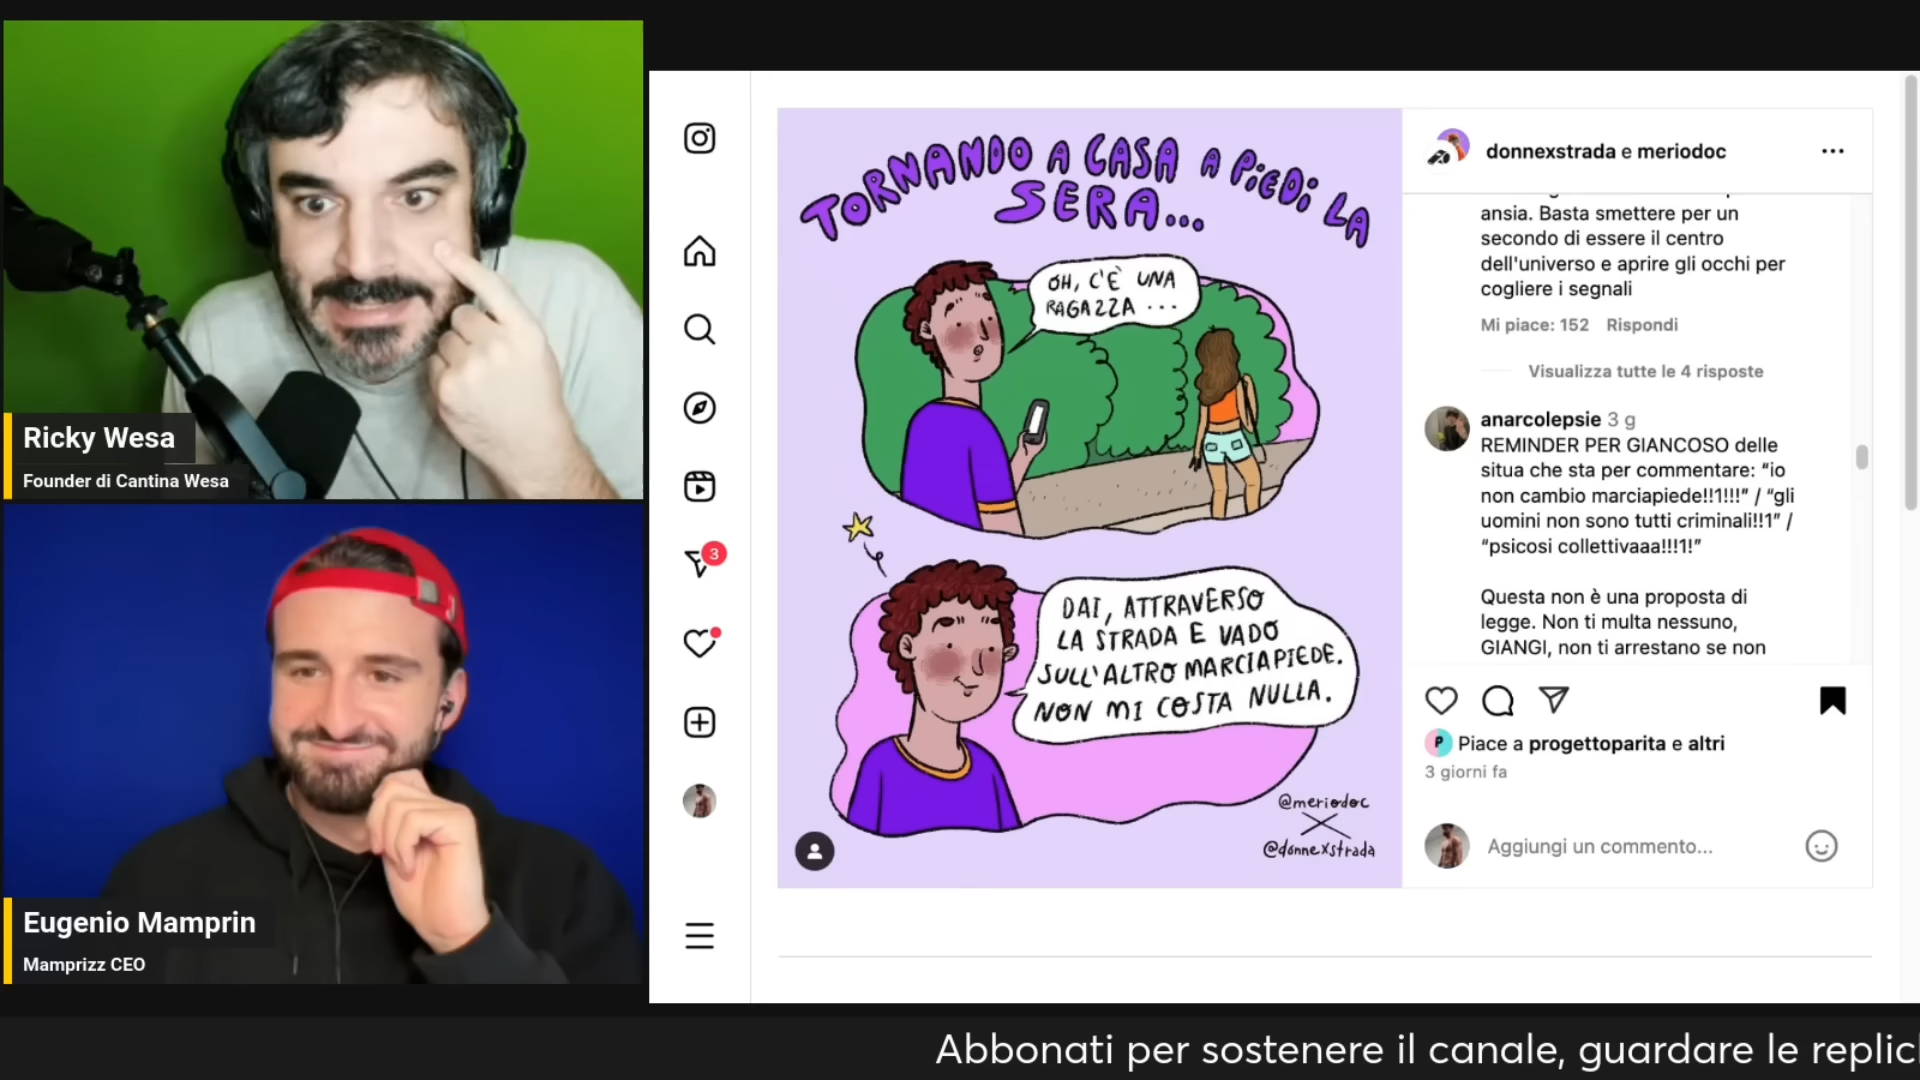 Ricky Wesa
Founder di Cantina Wesa
Eugenio Mamprin
Mamprizz CEO
3
TORNANDO A CASA A PiEDi LA
SERA...
OH, C'È UNA
RAGAZZA ...
DAI, ATTRAVERSO
LA STRADA E VADO
SULL'ALTRO MARCIAPIEDE.
NON MI COSTA NULLA.
@meriodoc
X
@donnexstrada
donnexstrada e meriodoc
ansia. Basta smettere per un
secondo di essere il centro
dell'universo e aprire gli occhi per
cogliere i segnali
Mi piace: 152 Rispondi
Visualizza tutte le 4 risposte
anarcolepsie 3 g
REMINDER PER GIANCOSO delle
situa che sta per commentare: “io
non cambio marciapiede!!1!!!” / “gli
uomini non sono tutti criminali!!1” /
“psicosi collettivaaa!!!1!”
Questa non è una proposta di
legge. Non ti multa nessuno,
GIANGI, non ti arrestano se non
P Piace a progettoparita e altri
3 giorni fa
Aggiungi un commento...
Abbonati per sostenere il canale, guardare le replic